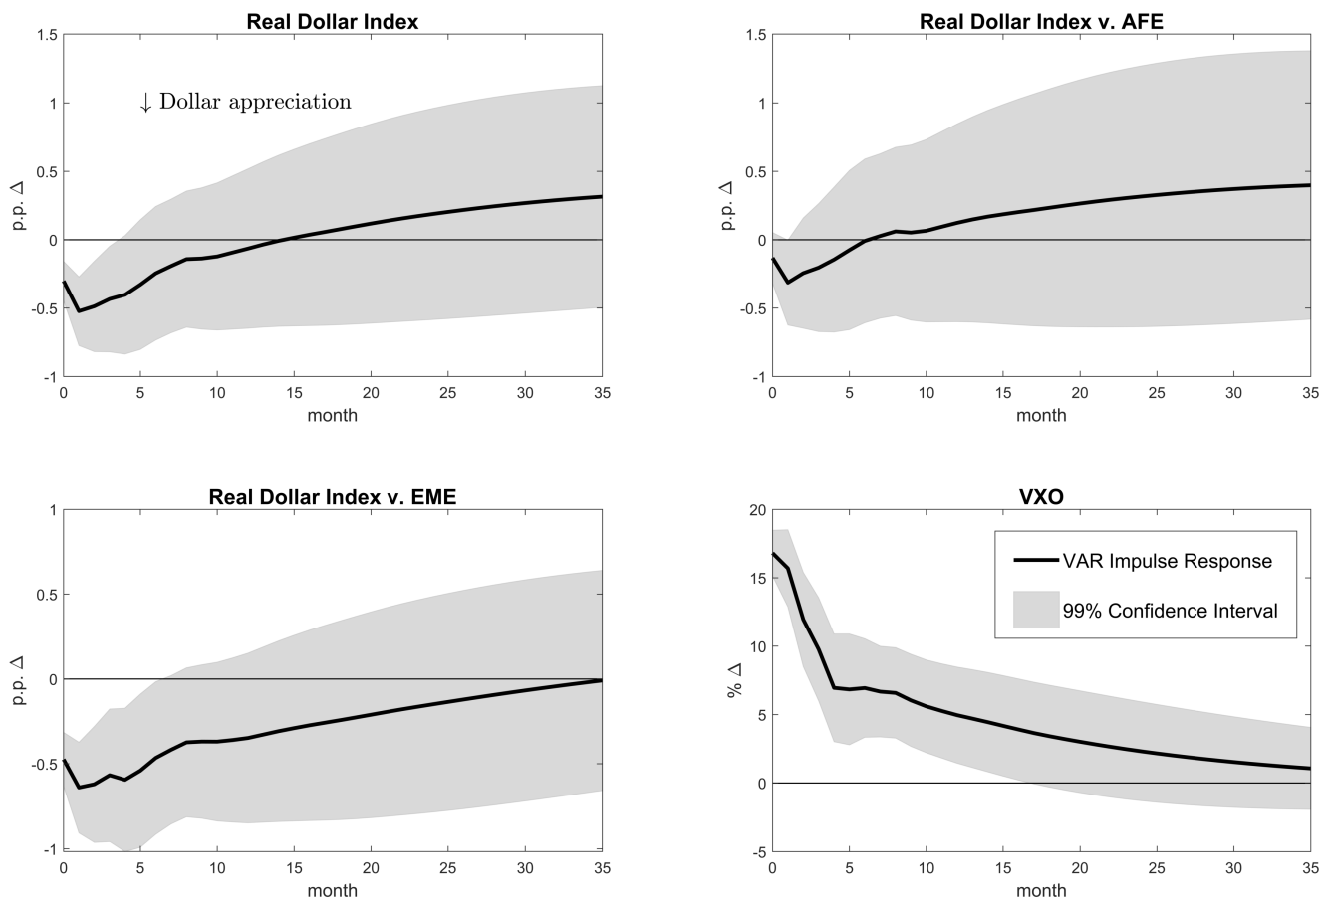 Real Dollar Index
1.5
1
0.5
0
-0.5
-1
p.p. Δ
↓ Dollar appreciation
0 5 10 15 20 25 30 35
month
Real Dollar Index v. AFE
1.5
1
0.5
0
-0.5
-1
p.p. Δ
0 5 10 15 20 25 30 35
month
Real Dollar Index v. EME
1
0.5
0
-0.5
-1
p.p. Δ
0 5 10 15 20 25 30 35
month
VXO
20
15
10
5
0
-5
% Δ
VAR Impulse Response
99% Confidence Interval
0 5 10 15 20 25 30 35
month